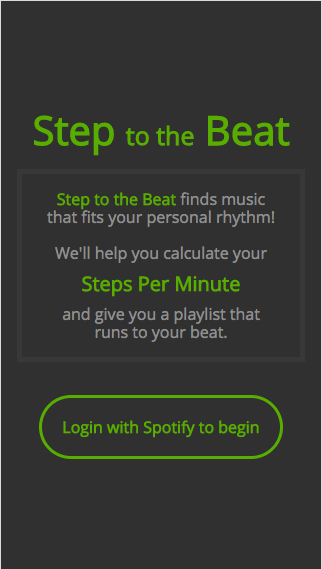 Step to the Beat
Step to the Beat finds music
that fits your personal rhythm!
We'll help you calculate your
Steps Per Minute
and give you a playlist that
runs to your beat.
Login with Spotify to begin